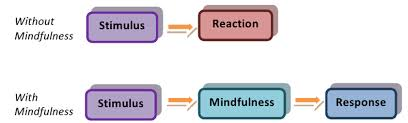 Without
Mindfulness
Stimulus
Reaction
With
Mindfulness
Stimulus
Mindfulness
Response